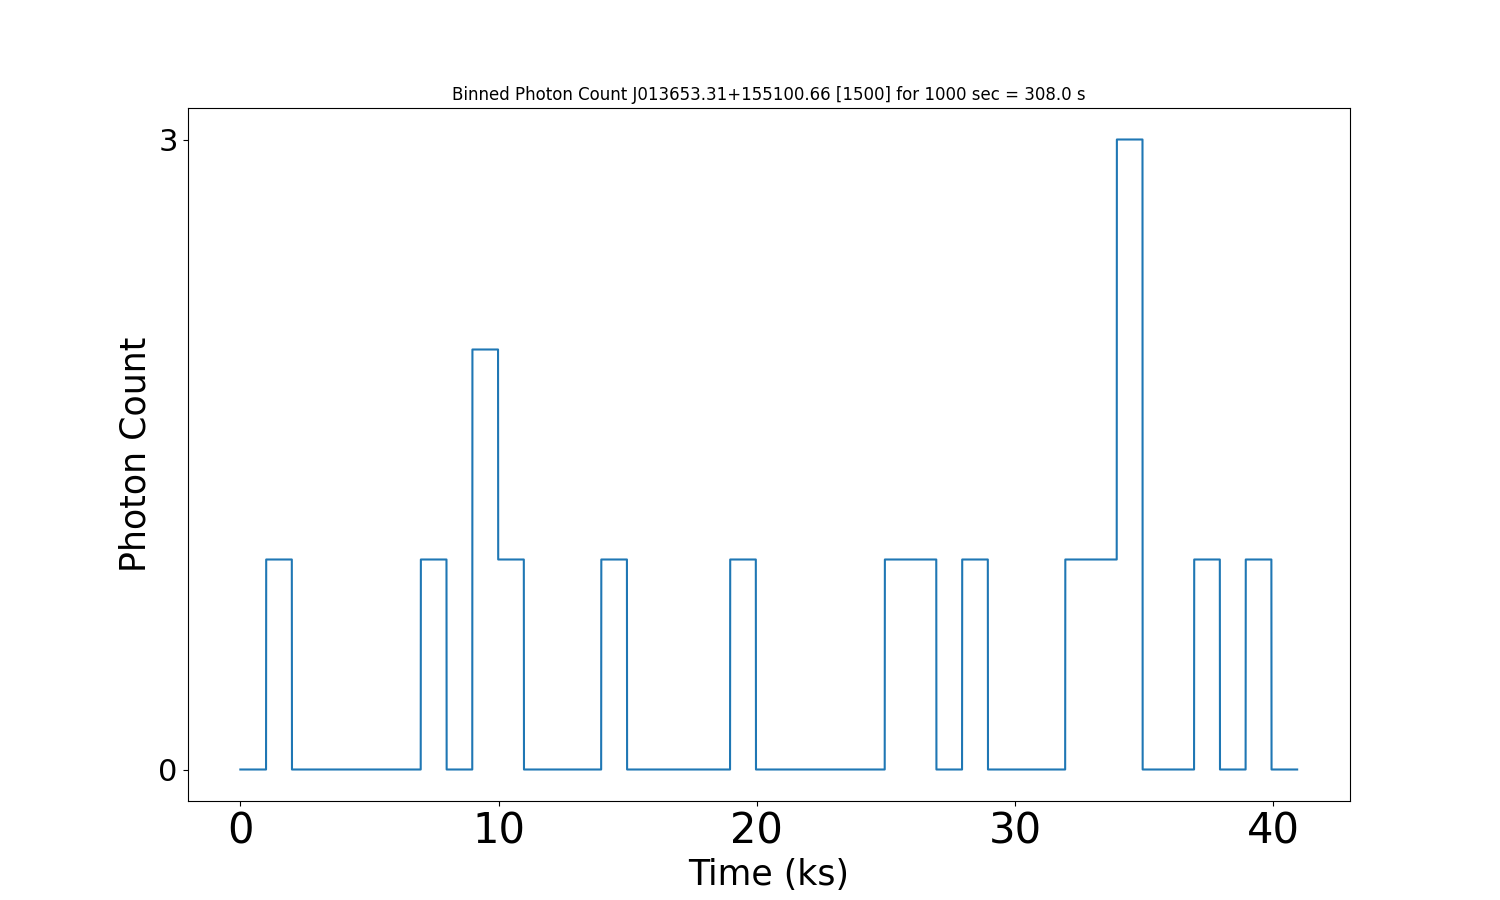 Binned Photon Count J013653.31+155100.66 [1500] for 1000 sec = 308.0 s
3
Photon Count
0
0 10 20 30 40
Time (ks)